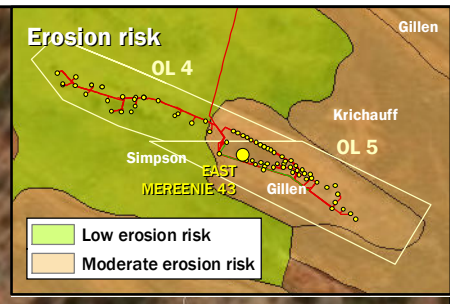 Erosion risk
Gillen
OL 4
Krichauff
OL 5
Simpson
EAST
MEREENIE 43
Gillen
Low erosion risk
Moderate erosion risk